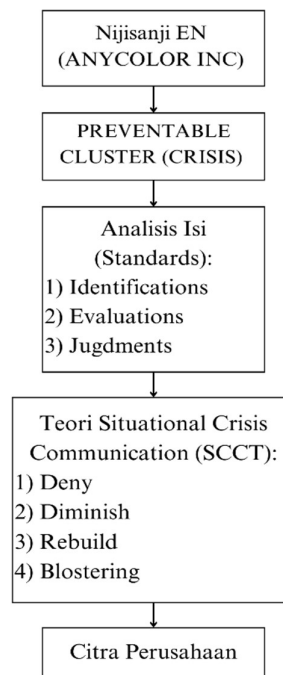 Nijisanji EN
(ANYCOLOR INC)
PREVENTABLE
CLUSTER (CRISIS)
Analisis Isi
(Standards):
1) Identifications
2) Evaluations
3) Jugdments
Teori Situational Crisis
Communication (SCCT):
1) Deny
2) Diminish
3) Rebuild
4) Blostering
Citra Perusahaan